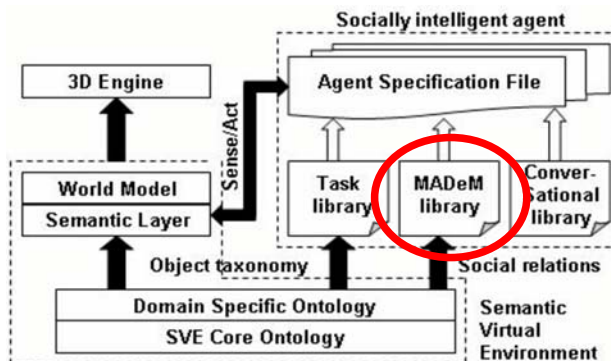 Socially intelligent agent
3D Engine
Agent Specification File
Sense/Act
World Model
Semantic Layer
Task
library
MADeM
library
Conver-
Sational
library
Object taxonomy
Social relations
Domain Specific Ontology
SVE Core Ontology
Semantic
Virtual
Environment